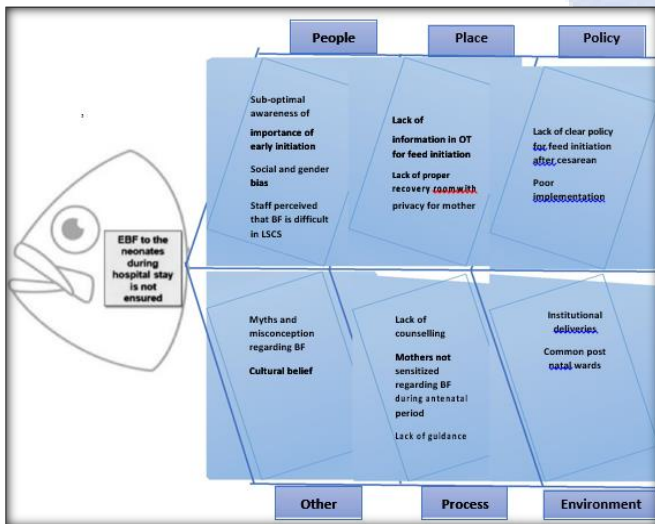 People
Place
Policy
Sub-optimal
awareness of
importance of
early initiation
Social and gender
bias
Staff perceived
that BF is difficult
in LSCS
Lack of
information in OT
for feed initiation
Lack of proper
recovery roomwith
privacy for mother
Lack of clear policy
for feed initiation
after cesarean
Poor
implementation
EBF to the
neonates
during
hospital stay
is not
ensured
Myths and
misconception
regarding BF
Cultural belief
Lack of
counselling
Mothers not
sensitized
regarding BF
during antenatal
period
Lack of guidance
Institutional
deliveries
Common post
natal wards
Other
Process
Environment